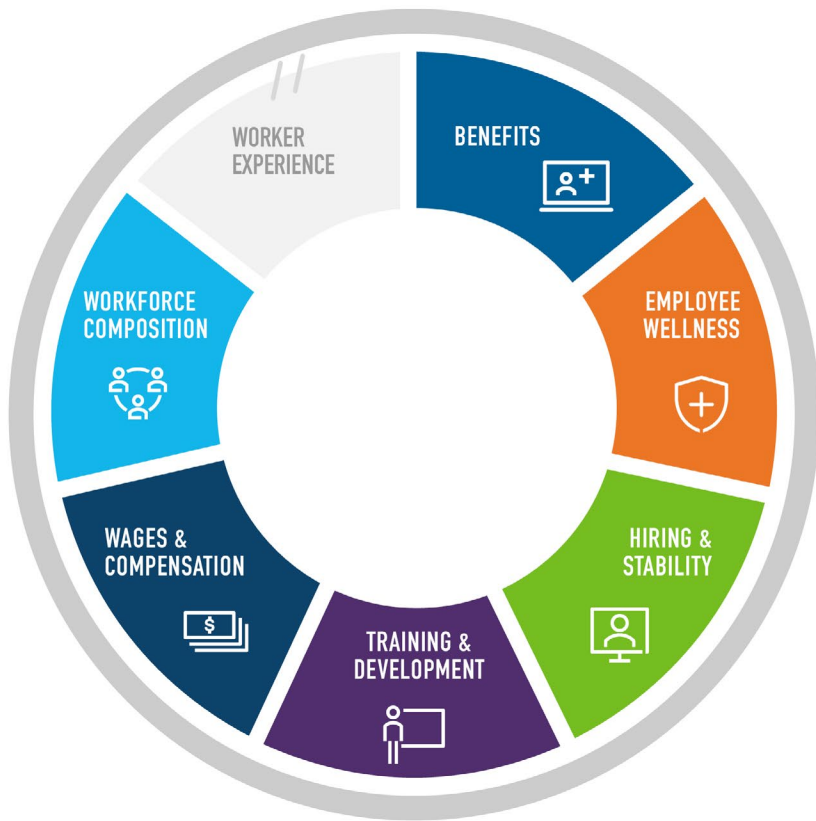 WORKER
EXPERIENCE
BENEFITS
EMPLOYEE
WELLNESS
HIRING &
STABILITY
TRAINING &
DEVELOPMENT
WAGES &
COMPENSATION
$
WORKFORCE
COMPOSITION